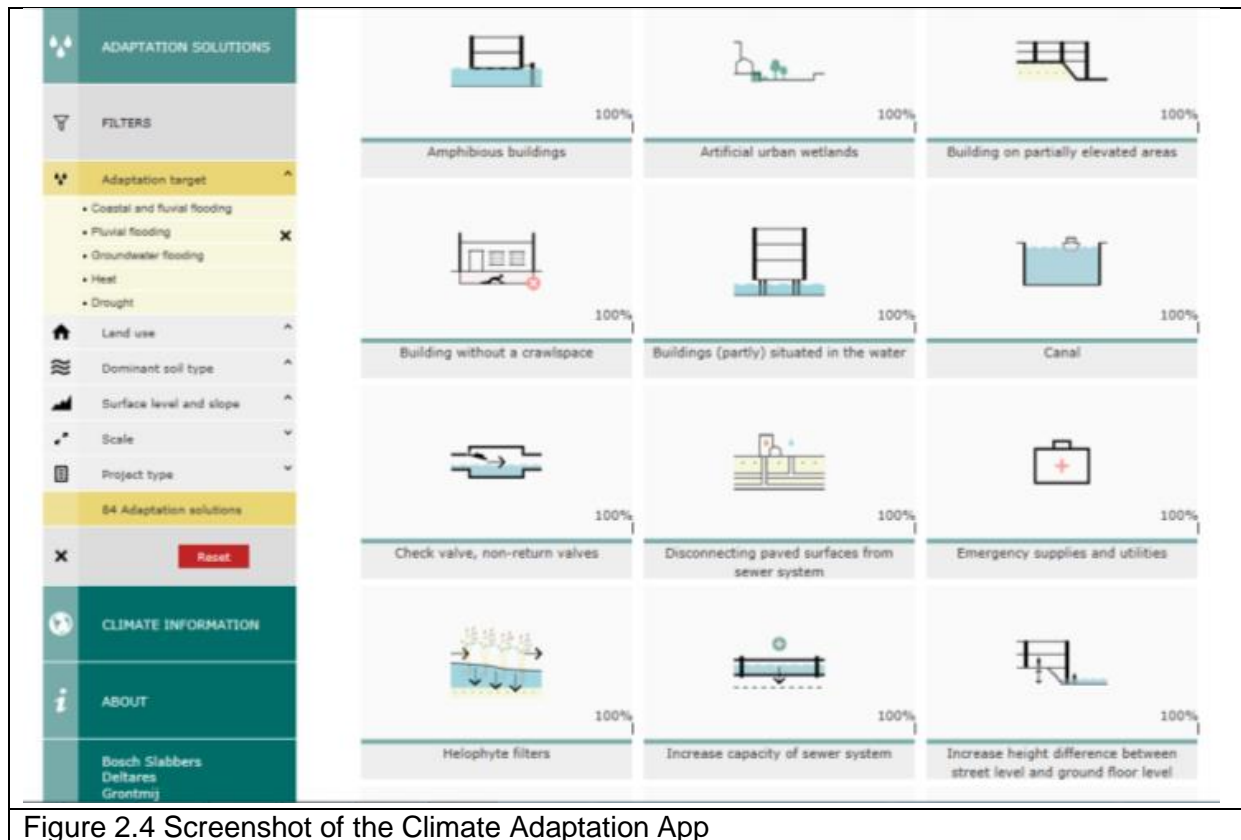 ADAPTATION SOLUTIONS
FILTERS
Adaptation target
• Coastal and fluvial flooding
• Pluvial flooding
• Groundwater flooding
• Heat
• Drought
Land use
Dominant soil type
Surface level and slope
Scale
Project type
84 Adaptation solutions
Reset
CLIMATE INFORMATION
i ABOUT
Bosch Slabbers
Deltares
Grontmij
100% 100% 100%
Amphibious buildings Artificial urban wetlands Building on partially elevated areas
100% 100% 100%
Building without a crawlspace Buildings (partly) situated in the water Canal
100% 100% 100%
Check valve, non-return valves Disconnecting paved surfaces from Emergency supplies and utilities
sewer system
100% 100% 100%
Helophyte filters Increase capacity of sewer system Increase height difference between
street level and ground floor level
Figure 2.4 Screenshot of the Climate Adaptation App